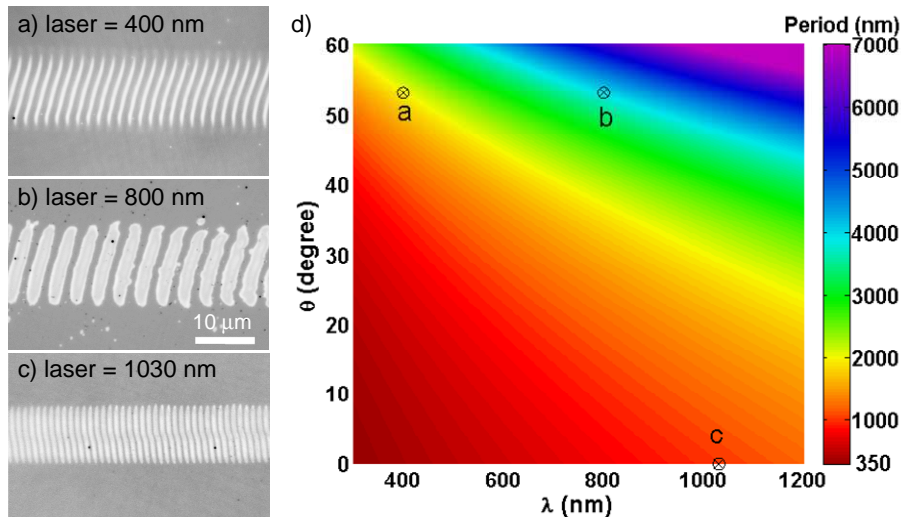 a) laser = 400 nm
b) laser = 800 nm
10 μm
c) laser = 1030 nm
d)
Period (nm)
60
50
40
30
20
10
0
θ (degree)
a
b
c
400
600
800
1000
1200
λ (nm)
7000
6000
5000
4000
3000
2000
1000
350